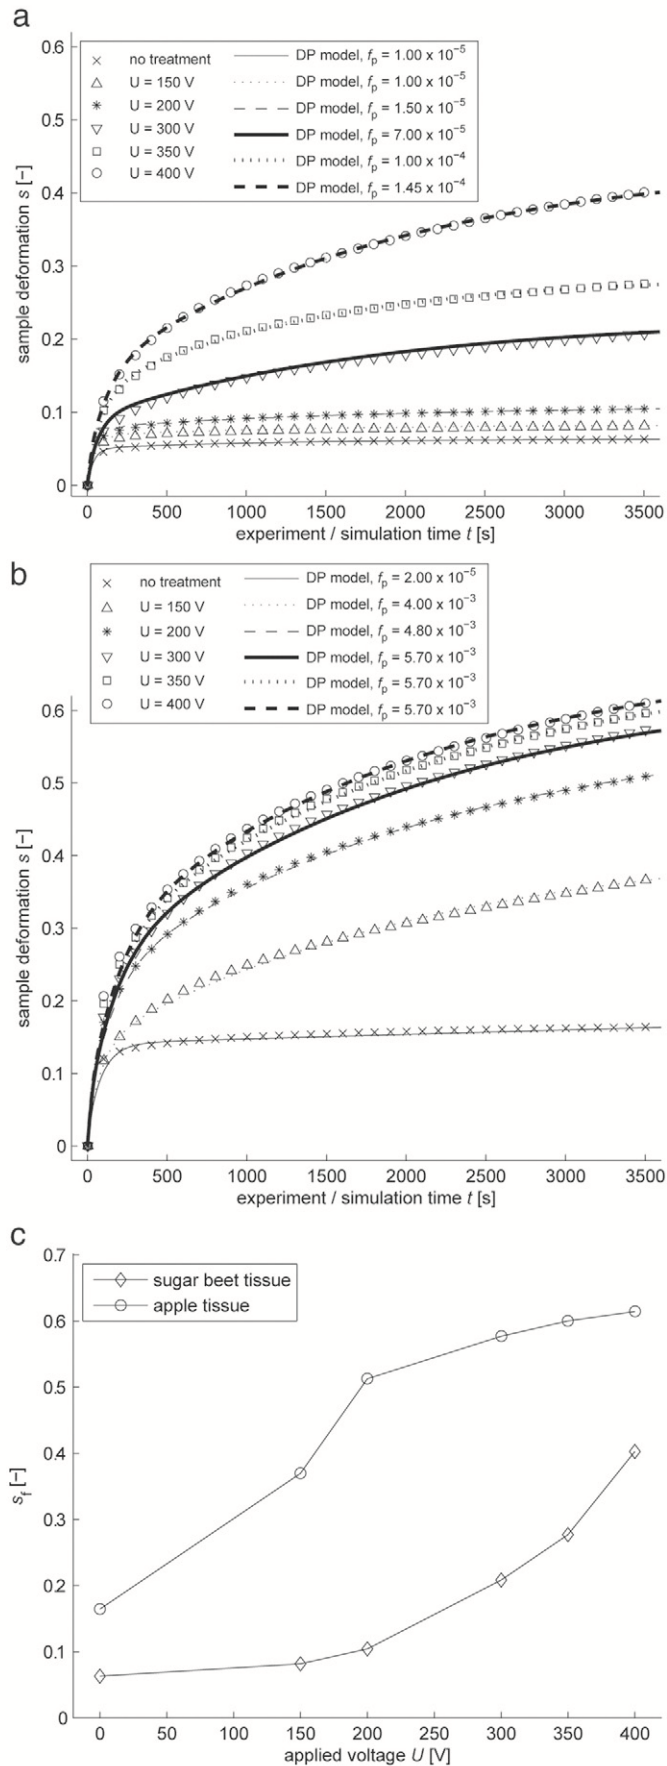 a
0.6
0.5
0.4
0.3
0.2
0.1
0
sample deformation s [–]
no treatment
U = 150 V
U = 200 V
U = 300 V
U = 350 V
U = 400 V
DP model, fp = 1.00 x 10⁻⁵
DP model, fp = 1.00 x 10⁻⁵
DP model, fp = 1.50 x 10⁻⁵
DP model, fp = 7.00 x 10⁻⁵
DP model, fp = 1.00 x 10⁻⁴
DP model, fp = 1.45 x 10⁻⁴
0 500 1000 1500 2000 2500 3000 3500
experiment / simulation time t [s]
b
no treatment
U = 150 V
U = 200 V
U = 300 V
U = 350 V
U = 400 V
DP model, fp = 2.00 x 10⁻⁵
DP model, fp = 4.00 x 10⁻³
DP model, fp = 4.80 x 10⁻³
DP model, fp = 5.70 x 10⁻³
DP model, fp = 5.70 x 10⁻³
DP model, fp = 5.70 x 10⁻³
0.6
0.5
0.4
0.3
0.2
0.1
0
sample deformation s [–]
0 500 1000 1500 2000 2500 3000 3500
experiment / simulation time t [s]
c
0.7
0.6
0.5
0.4
0.3
0.2
0.1
0
sf [–]
sugar beet tissue
apple tissue
0 50 100 150 200 250 300 350 400
applied voltage U [V]